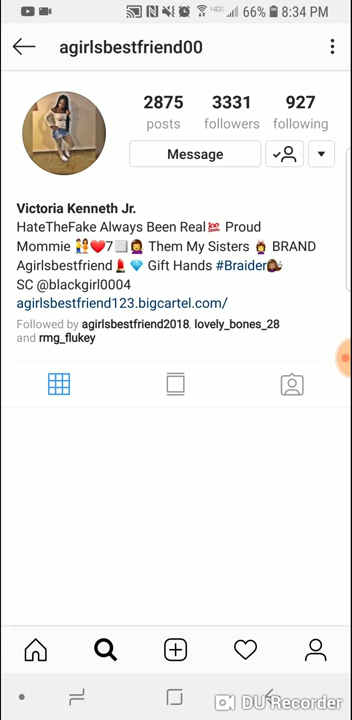 66% 8:34 PM
agirlsbestfriend00
2875 3331 927
posts followers following
Message
Victoria Kenneth Jr.
HateTheFake Always Been Real💯 Proud
Mommie 👫❤️7⬜🤦‍♀️ Them My Sisters 👸 BRAND
Agirlsbestfriend💄💎 Gift Hands #Braider💇🏾‍♀️
SC @blackgirl0004
agirlsbestfriend123.bigcartel.com/
Followed by agirlsbestfriend2018, lovely_bones_28
and rmg_flukey
DU Recorder